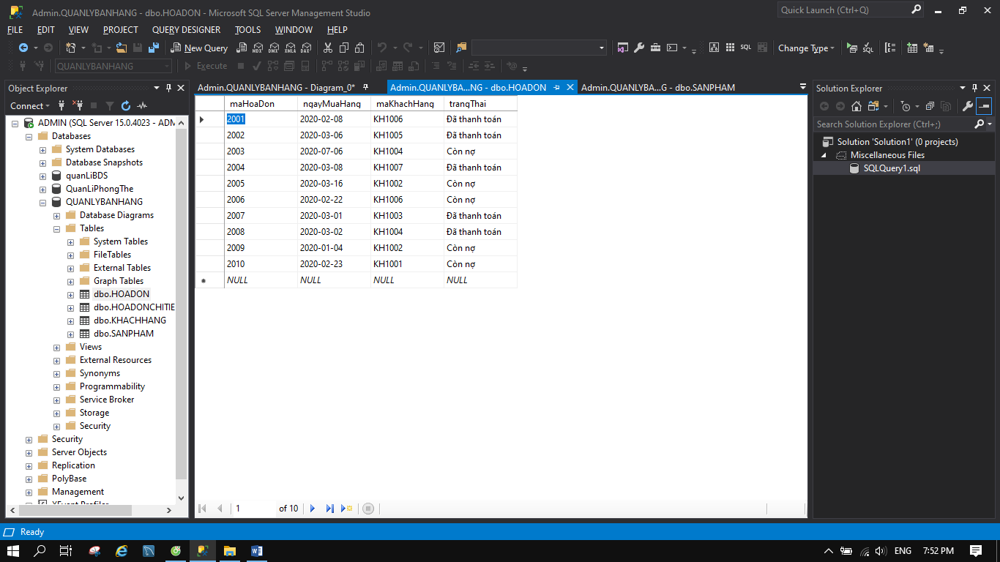 Admin.QUANLYBANHANG - dbo.HOADON - Microsoft SQL Server Management Studio
Quick Launch (Ctrl+Q)
FILE EDIT VIEW PROJECT QUERY DESIGNER TOOLS WINDOW HELP
New Query MDX DMX XMLA DAX SQL Change Type
QUANLYBANHANG Execute
Object Explorer
Connect
ADMIN (SQL Server 15.0.4023 - ADM
Databases
System Databases
Database Snapshots
quanLiBDS
QuanLiPhongThe
QUANLYBANHANG
Database Diagrams
Tables
System Tables
FileTables
External Tables
Graph Tables
dbo.HOADON
dbo.HOADONCHITIE
dbo.KHACHHANG
dbo.SANPHAM
Views
External Resources
Synonyms
Programmability
Service Broker
Storage
Security
Security
Server Objects
Replication
PolyBase
Management
XEvent Profiler
Admin.QUANLYBANHANG - Diagram_0* Admin.QUANLYBA...NG - dbo.HOADON Admin.QUANLYBA...G - dbo.SANPHAM
maHoaDon ngayMuaHang maKhachHang trangThai
2001 2020-02-08 KH1006 Đã thanh toán
2002 2020-03-06 KH1005 Đã thanh toán
2003 2020-07-06 KH1004 Còn nợ
2004 2020-03-08 KH1007 Đã thanh toán
2005 2020-03-16 KH1002 Còn nợ
2006 2020-02-22 KH1006 Còn nợ
2007 2020-03-01 KH1003 Đã thanh toán
2008 2020-03-02 KH1004 Đã thanh toán
2009 2020-01-04 KH1002 Còn nợ
2010 2020-02-23 KH1001 Còn nợ
NULL NULL NULL NULL
1 of 10
Solution Explorer
Search Solution Explorer (Ctrl+;)
Solution 'Solution1' (0 projects)
Miscellaneous Files
SQLQuery1.sql
Ready
ENG 7:52 PM